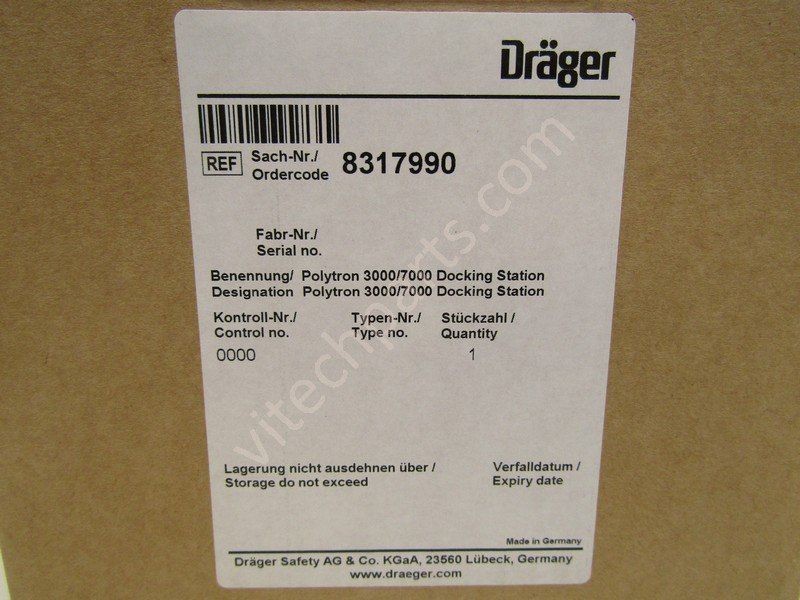 Dräger
REF Sach-Nr./ 8317990
Ordercode
Fabr-Nr./
Serial no.
Benennung/ Polytron 3000/7000 Docking Station
Designation Polytron 3000/7000 Docking Station
Kontroll-Nr./ Typen-Nr./ Stückzahl /
Control no. Type no. Quantity
0000 1
Lagerung nicht ausdehnen über / Verfalldatum /
Storage do not exceed Expiry date
Made in Germany
Dräger Safety AG & Co. KGaA, 23560 Lübeck, Germany
www.draeger.com
vitechparts.com